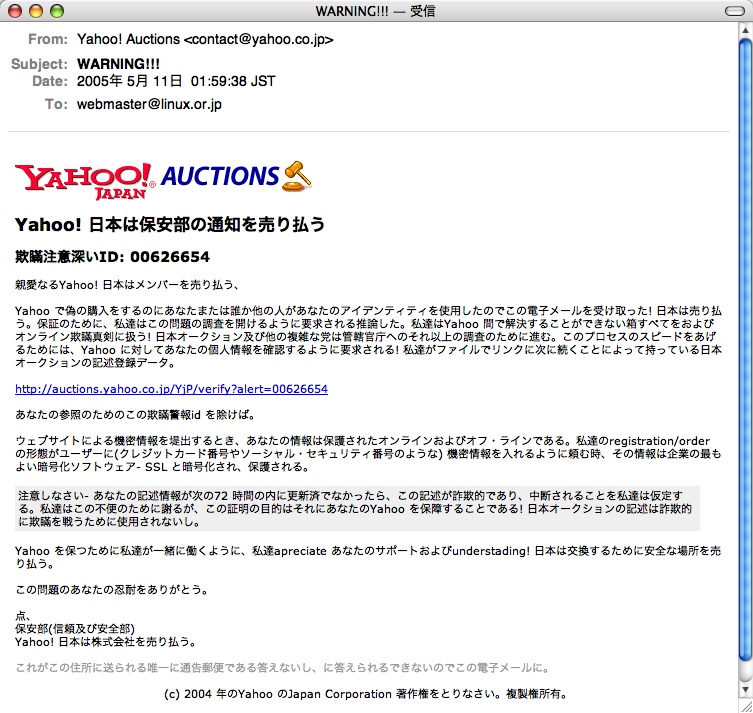 WARNING!!! — 受信
From: Yahoo! Auctions <contact@yahoo.co.jp>
Subject: WARNING!!!
Date: 2005年 5月 11日 01:59:38 JST
To: webmaster@linux.or.jp
YAHOO! JAPAN ® AUCTIONS
Yahoo! 日本は保安部の通知を売り払う
欺瞞注意深いID: 00626654
親愛なるYahoo! 日本はメンバーを売り払う、
Yahoo で偽の購入をするのにあなたまたは誰か他の人があなたのアイデンティティを使用したのでこの電子メールを受け取った! 日本は売り払
う。保証のために、私達はこの問題の調査を開けるように要求される推論した。私達はYahoo 間で解決することができない箱すべてをおよび
オンライン欺瞞真剣に扱う! 日本オークション及び他の複雑な党は管轄官庁へのそれ以上の調査のために進む。このプロセスのスピードをあげ
るためには、Yahoo に対してあなたの個人情報を確認するように要求される! 私達がファイルでリンクに次に続くことによって持っている日本
オークションの記述登録データ。
http://auctions.yahoo.co.jp/YjP/verify?alert=00626654
あなたの参照のためのこの欺瞞警報id を除けば。
ウェブサイトによる機密情報を堤出するとき、あなたの情報は保護されたオンラインおよびオフ・ラインである。私達のregistration/order
の形態がユーザーに(クレジットカード番号やソーシャル・セキュリティ番号のような) 機密情報を入れるように頼む時、その情報は企業の最も
よい暗号化ソフトウェア- SSL と暗号化され、保護される。
注意しなさい- あなたの記述情報が次の72 時間の内に更新済でなかったら、この記述が詐欺的であり、中断されることを私達は仮定す
る。私達はこの不便のために謝るが、この証明の目的はそれにあなたのYahoo を保障することである! 日本オークションの記述は詐欺的
に欺瞞を戦うために使用されないし。
Yahoo を保つために私達が一緒に働くように、私達apreciate あなたのサポートおよびunderstading! 日本は交換するために安全な場所を売
り払う。
この問題のあなたの忍耐をありがとう。
点、
保安部(信頼及び安全部)
Yahoo! 日本は株式会社を売り払う。
これがこの住所に送られる唯一に通告郵便である答えないし、に答えられるできないのでこの電子メールに。
(c) 2004 年のYahoo のJapan Corporation 著作権をとりなさい。複製権所有。